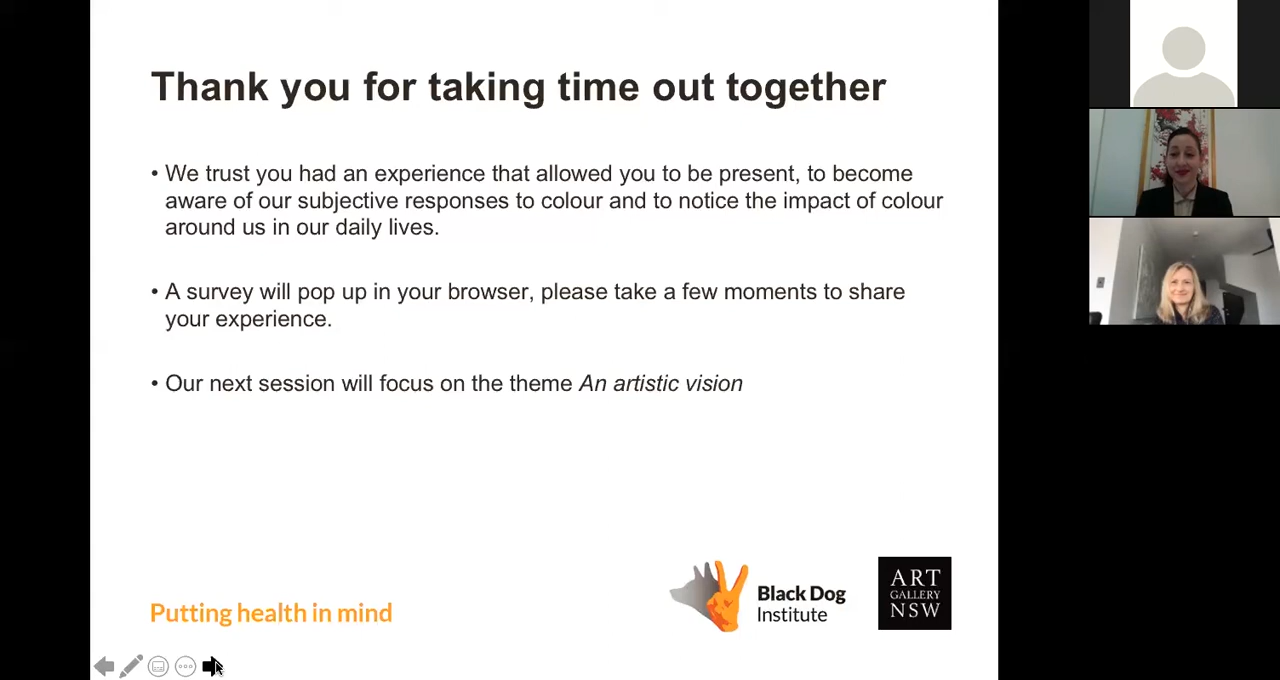 Thank you for taking time out together
• We trust you had an experience that allowed you to be present, to become
aware of our subjective responses to colour and to notice the impact of colour
around us in our daily lives.
• A survey will pop up in your browser, please take a few moments to share
your experience.
• Our next session will focus on the theme An artistic vision
Putting health in mind
Black Dog
Institute
ART
GALLERY
NSW